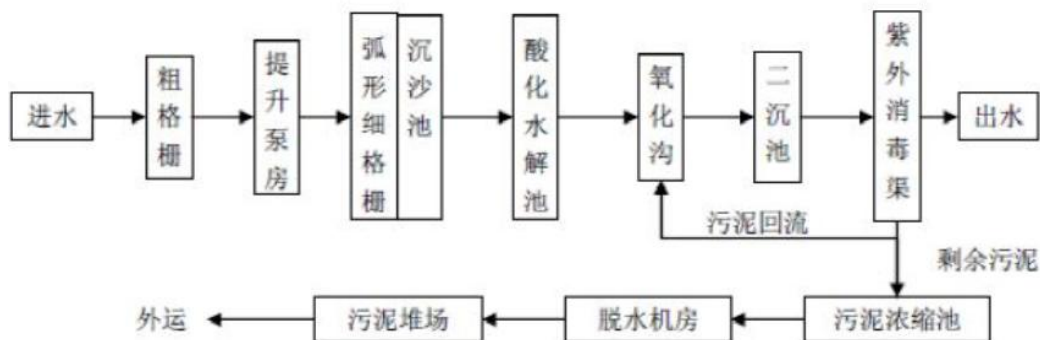 进水
粗格栅
提升泵房
弧形细格栅
沉沙池
酸化水解池
氧化沟
二沉池
紫外消毒渠
出水
污泥回流
剩余污泥
外运
污泥堆场
脱水机房
污泥浓缩池